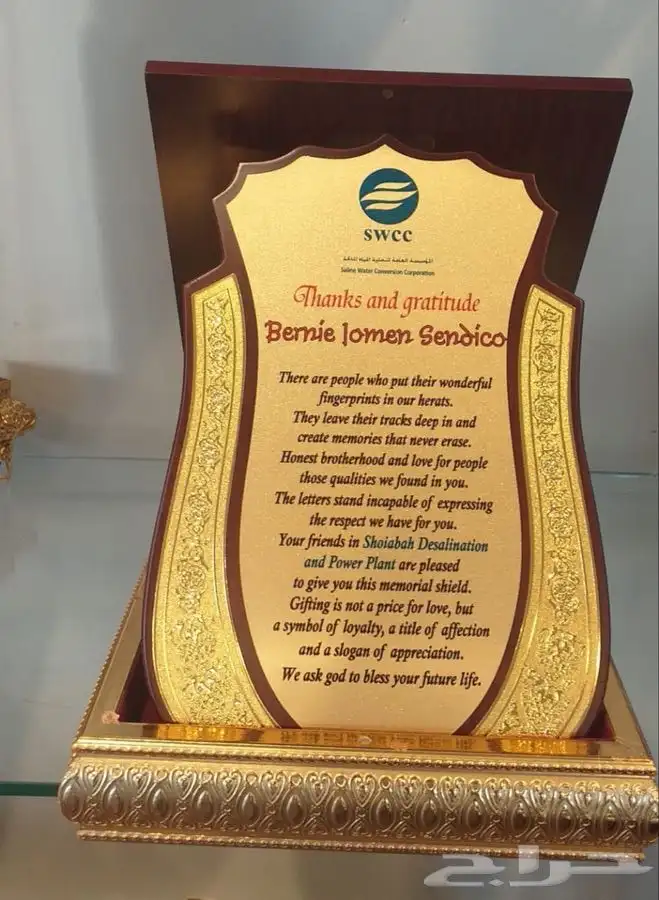 swcc
المؤسسة العامة لتحلية المياه المالحة
Saline Water Conversion Corporation
Thanks and gratitude
Bernie Iomen Sendico
There are people who put their wonderful
fingerprints in our herats.
They leave their tracks deep in and
create memories that never erase.
Honest brotherhood and love for people
those qualities we found in you.
The letters stand incapable of expressing
the respect we have for you.
Your friends in Shoiabah Desalination
and Power Plant are pleased
to give you this memorial shield.
Gifting is not a price for love, but
a symbol of loyalty, a title of affection
and a slogan of appreciation.
We ask god to bless your future life.
حراج